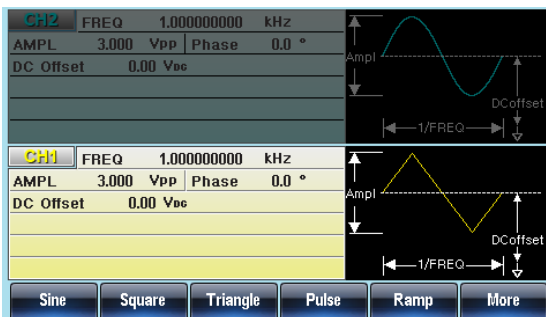 CH2 FREQ 1.000000000 kHz
AMPL 3.000 Vpp Phase 0.0 °
DC Offset 0.00 VDC
Ampl
DCoffset
1/FREQ
CH1 FREQ 1.000000000 kHz
AMPL 3.000 Vpp Phase 0.0 °
DC Offset 0.00 VDC
Ampl
DCoffset
1/FREQ
Sine Square Triangle Pulse Ramp More